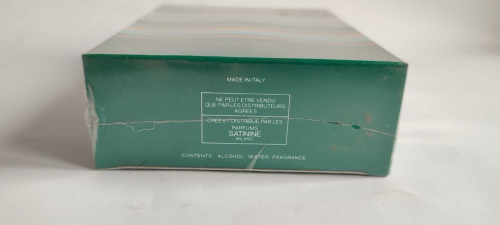 MADE IN ITALY
NE PEUT ETRE VENDU
QUE PAR LES DISTRIBUTEURS
AGREES
CREE ET DISTRIBUE PAR LES
PARFUMS
SATININE
MILANO
CONTENTS: ALCOHOL, WATER, FRAGRANCE